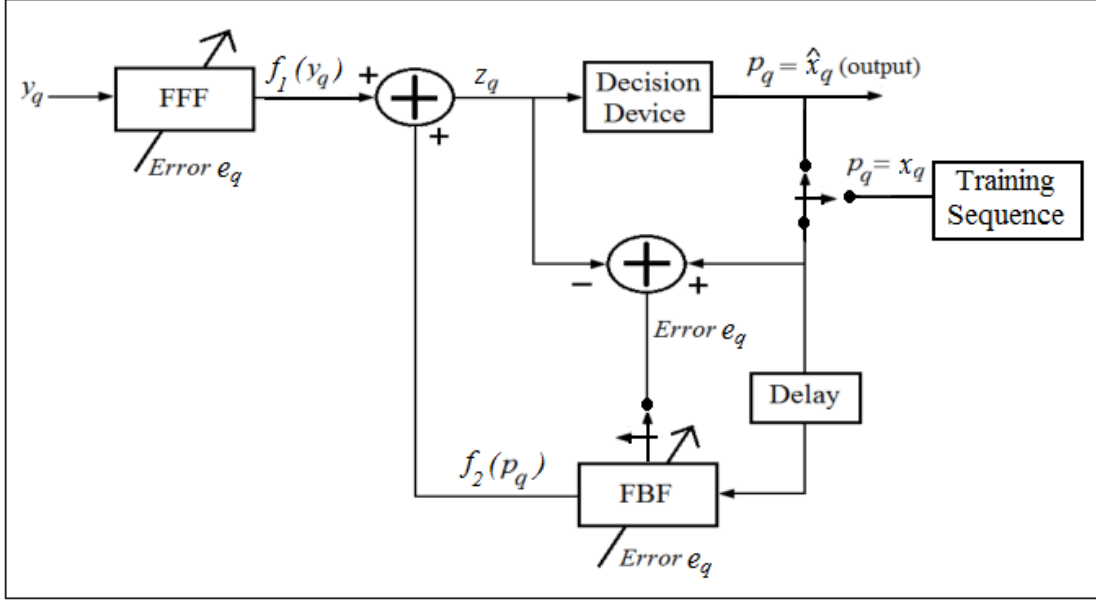 y_q
FFF
Error e_q
f_1(y_q)
+
+
+
z_q
Decision
Device
p_q = x̂_q (output)
p_q = x_q
Training
Sequence
−
+
+
Error e_q
Delay
f_2(p_q)
FBF
Error e_q